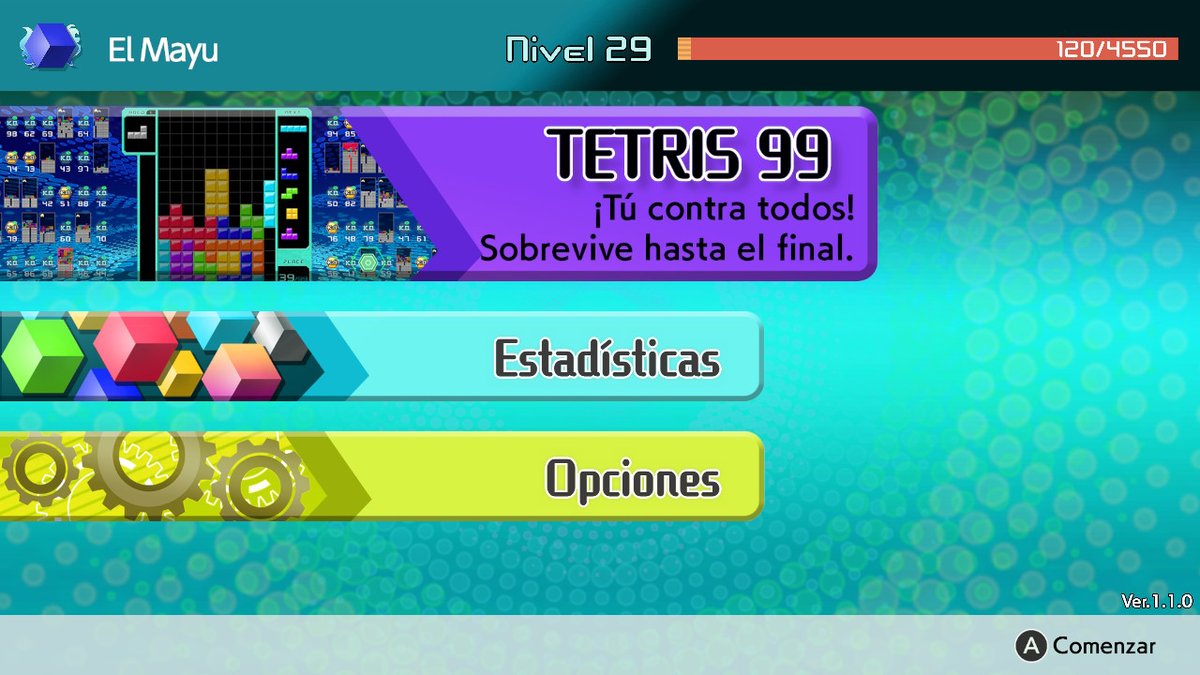 El Mayu
Nivel 29
120/4550
TETRIS 99
¡Tú contra todos!
Sobrevive hasta el final.
Estadísticas
Opciones
Ver.1.1.0
A Comenzar